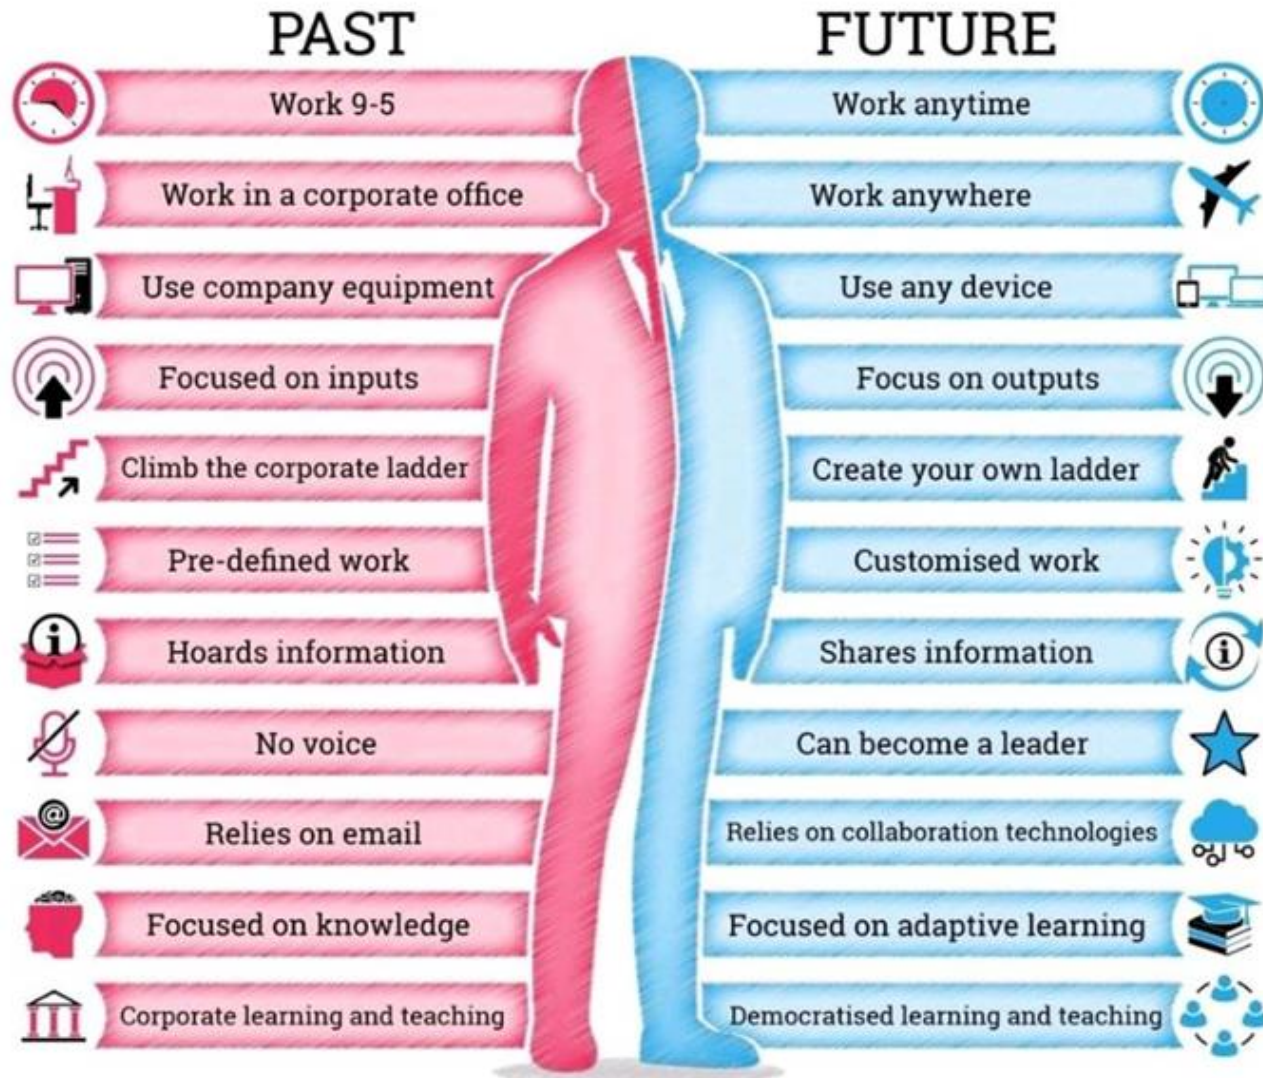 PAST FUTURE
Work 9-5 Work anytime
Work in a corporate office Work anywhere
Use company equipment Use any device
Focused on inputs Focus on outputs
Climb the corporate ladder Create your own ladder
Pre-defined work Customised work
Hoards information Shares information
No voice Can become a leader
@
Relies on email Relies on collaboration technologies
Focused on knowledge Focused on adaptive learning
Corporate learning and teaching Democratised learning and teaching